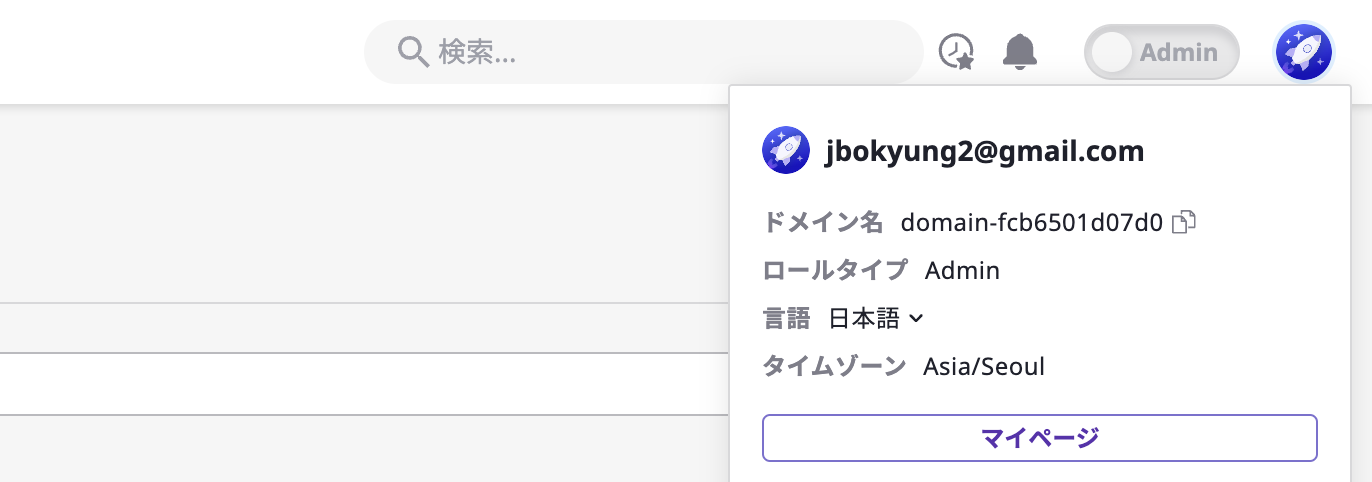 検索...
Admin
jbokyung2@gmail.com
ドメイン名 domain-fcb6501d07d0
ロールタイプ Admin
言語 日本語
タイムゾーン Asia/Seoul
マイページ